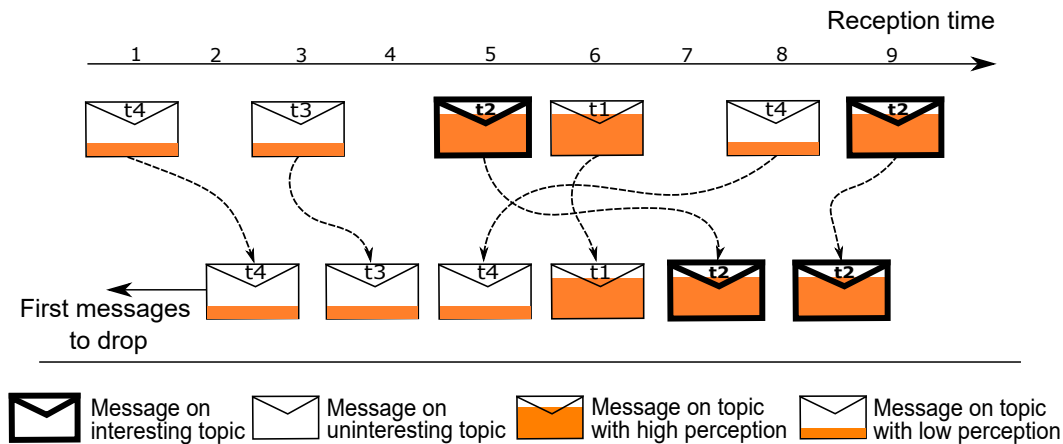 Reception time
1 2 3 4 5 6 7 8 9
t4 t3 t2 t1 t4 t2
t4 t3 t4 t1 t2 t2
First messages
to drop
Message on
interesting topic
Message on
uninteresting topic
Message on topic
with high perception
Message on topic
with low perception